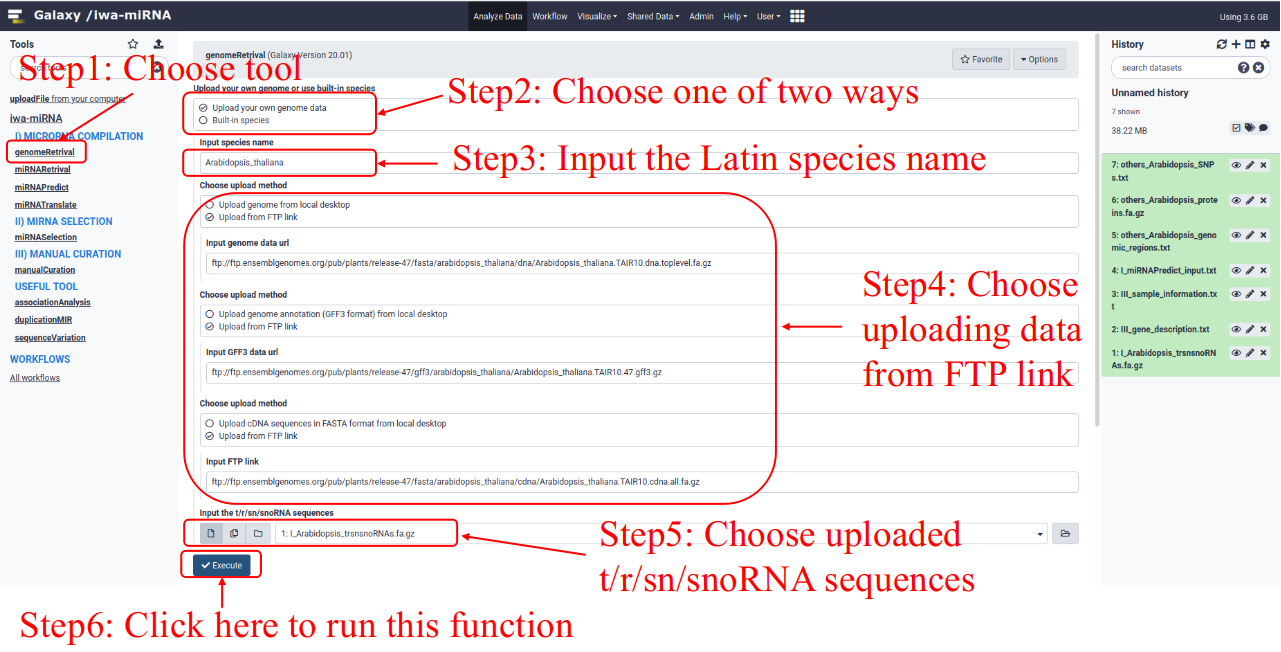 Galaxy /iwa-miRNA
Analyze Data Workflow Visualize Shared Data Admin Help User
Using 3.6 GB
Tools
Step1: Choose tool
uploadFile from your computer
iwa-miRNA
I) MICRORNA COMPILATION
genomeRetrival
miRNARetrival
miRNAPredict
miRNATranslate
II) MIRNA SELECTION
miRNASelection
III) MANUAL CURATION
manualCuration
USEFUL TOOL
associationAnalysis
duplicationMIR
sequenceVariation
WORKFLOWS
All workflows
genomeRetrival (Galaxy Version 20.01)
Favorite
Options
Upload your own genome or use built-in species
Upload your own genome data
Built-in species
Step2: Choose one of two ways
Input species name
Arabidopsis_thaliana
Step3: Input the Latin species name
Choose upload method
Upload genome from local desktop
Upload from FTP link
Input genome data url
ftp://ftp.ensemblgenomes.org/pub/plants/release-47/fasta/arabidopsis_thaliana/dna/Arabidopsis_thaliana.TAIR10.dna.toplevel.fa.gz
Choose upload method
Upload genome annotation (GFF3 format) from local desktop
Upload from FTP link
Input GFF3 data url
ftp://ftp.ensemblgenomes.org/pub/plants/release-47/gff3/arabidopsis_thaliana/Arabidopsis_thaliana.TAIR10.47.gff3.gz
Choose upload method
Upload cDNA sequences in FASTA format from local desktop
Upload from FTP link
Input FTP link
ftp://ftp.ensemblgenomes.org/pub/plants/release-47/fasta/arabidopsis_thaliana/cdna/Arabidopsis_thaliana.TAIR10.cdna.all.fa.gz
Step4: Choose
uploading data
from FTP link
Input the t/r/sn/snoRNA sequences
1: I_Arabidopsis_trsnsnoRNAs.fa.gz
Step5: Choose uploaded
t/r/sn/snoRNA sequences
Execute
Step6: Click here to run this function
History
search datasets
Unnamed history
7 shown
38.22 MB
7: others_Arabidopsis_SNP
s.txt
6: others_Arabidopsis_prote
ins.fa.gz
5: others_Arabidopsis_geno
mic_regions.txt
4: I_miRNAPredict_input.txt
3: III_sample_information.tx
t
2: III_gene_description.txt
1: I_Arabidopsis_trsnsnoRN
As.fa.gz